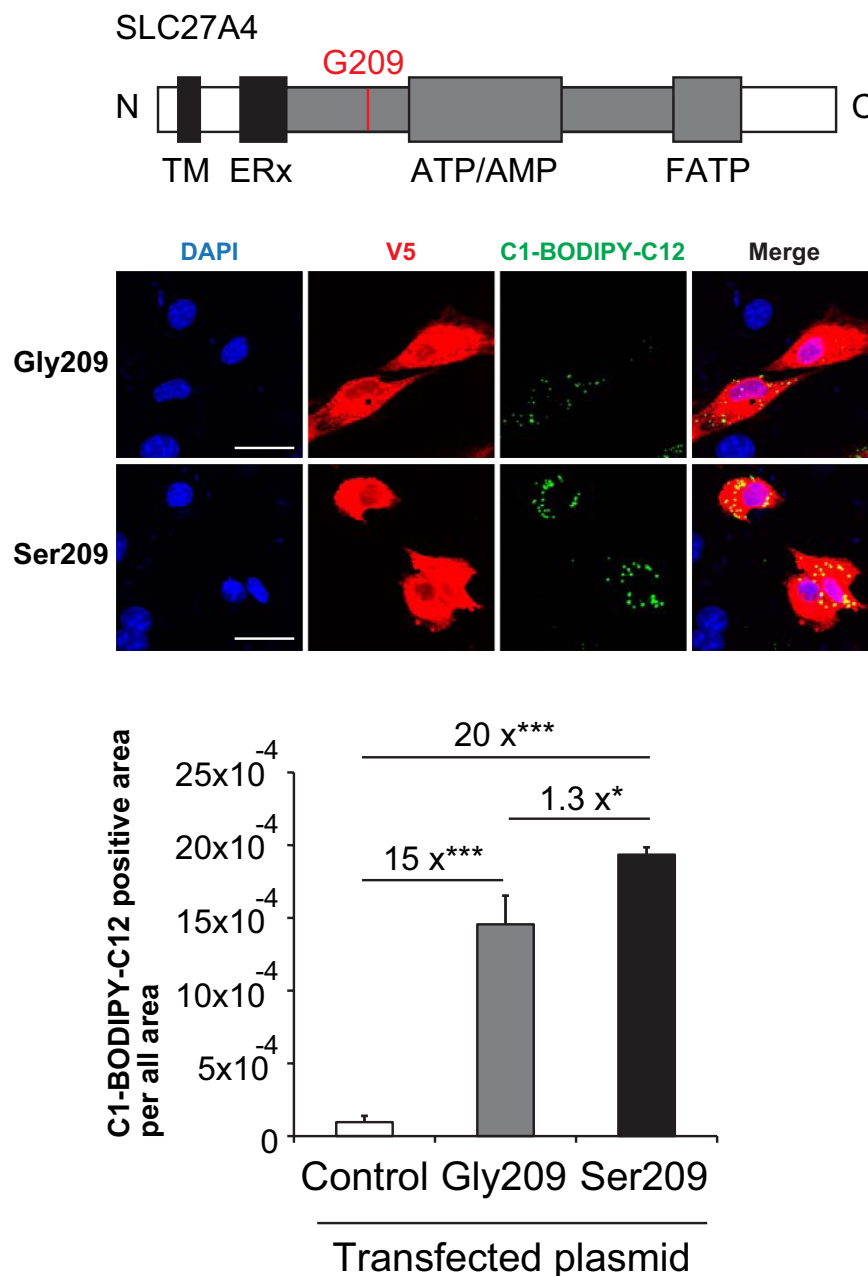 SLC27A4
G209
N
C
TM ERx ATP/AMP FATP
DAPI V5 C1-BODIPY-C12 Merge
Gly209
Ser209
20 x***
1.3 x*
15 x***
C1-BODIPY-C12 positive area
per all area
25x10-4
20x10-4
15x10-4
10x10-4
5x10-4
0
Control Gly209 Ser209
Transfected plasmid